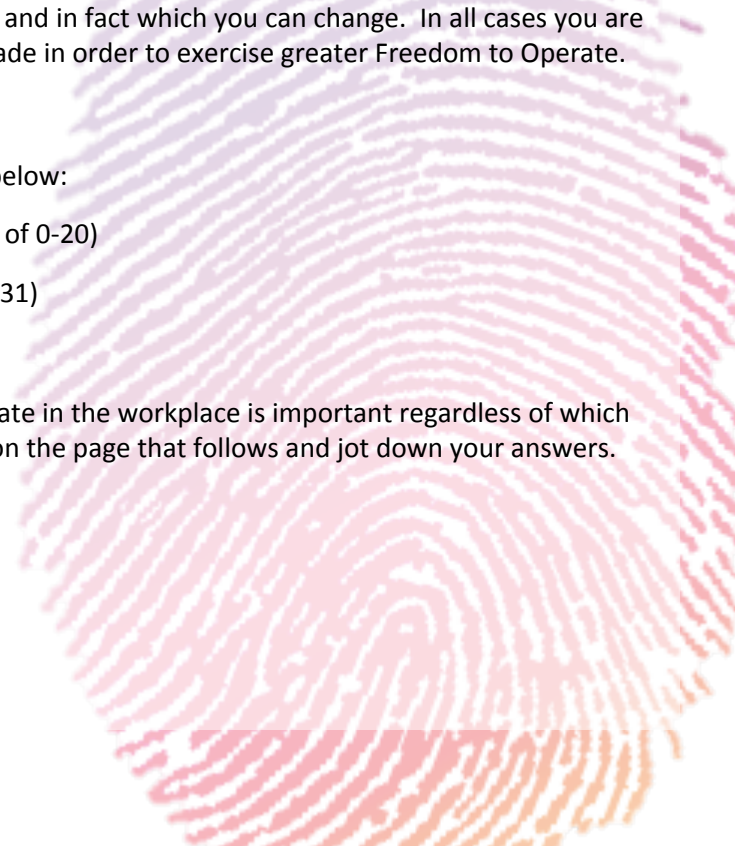 and in fact which you can change.  In all cases you are
ade in order to exercise greater Freedom to Operate.
elow:
of 0-20)
31)
ate in the workplace is important regardless of which
on the page that follows and jot down your answers.